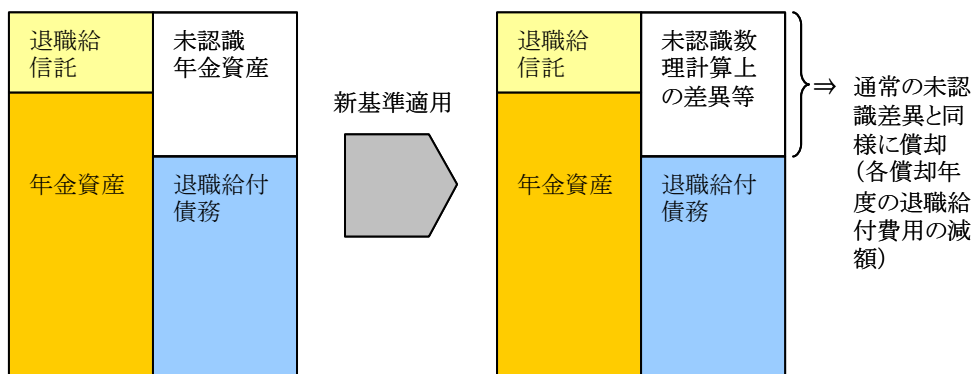 退職給
信託
未認識
年金資産
年金資産
退職給付
債務
新基準適用
退職給
信託
未認識数
理計算上
の差異等
年金資産
退職給付
債務
⇒ 通常の未認
識差異と同
様に償却
(各償却年
度の退職給
付費用の減
額)